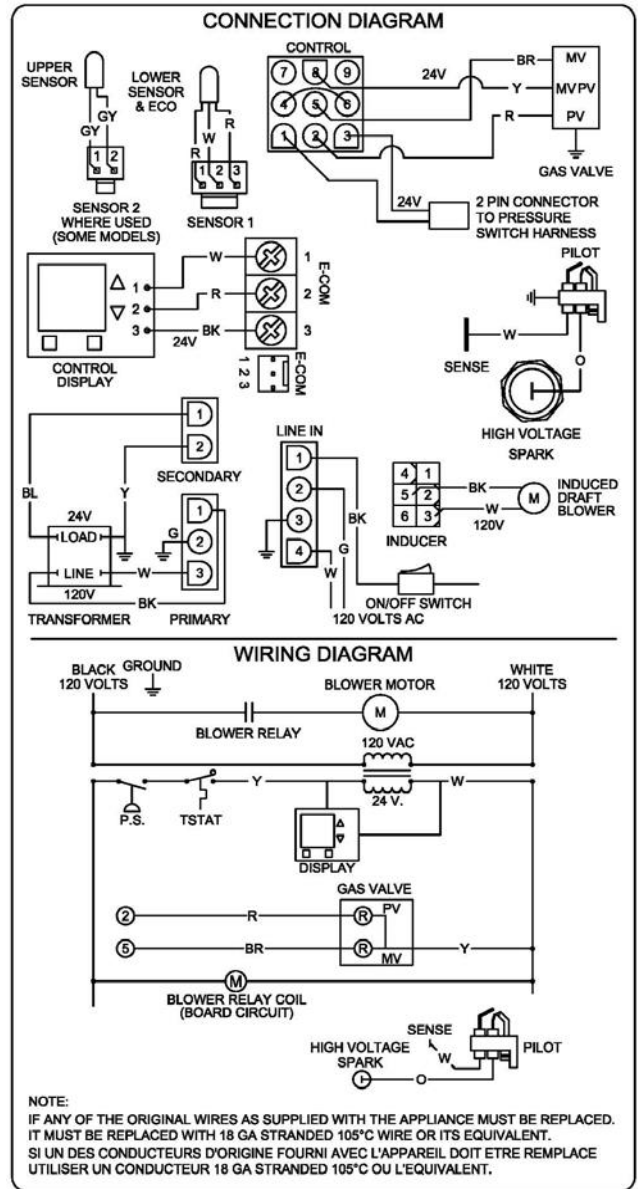 CONNECTION DIAGRAM
UPPER
SENSOR
GY
GY
1 2
SENSOR 2
WHERE USED
(SOME MODELS)
LOWER
SENSOR
& ECO
R
W
R
1 2 3
SENSOR 1
CONTROL
7 8 9
4 5 6
1 2 3
24V
BR
Y
R
MV
MVPV
PV
GAS VALVE
24V
2 PIN CONNECTOR
TO PRESSURE
SWITCH HARNESS
1
2
3
24V
CONTROL
DISPLAY
W
R
BK
1
2
3
E-COM
1 2 3
E-COM
PILOT
W
SENSE
O
HIGH VOLTAGE
SPARK
1
2
SECONDARY
BL
Y
24V
LOAD
LINE
120V
TRANSFORMER
G
W
BK
1
2
3
PRIMARY
LINE IN
1
2
3
4
BK
G
W
ON/OFF SWITCH
120 VOLTS AC
4 1
5 2
6 3
INDUCER
BK
W
120V
M
INDUCED
DRAFT
BLOWER
WIRING DIAGRAM
BLACK
120 VOLTS
GROUND
WHITE
120 VOLTS
BLOWER MOTOR
M
BLOWER RELAY
120 VAC
24 V.
P.S.
TSTAT
Y
W
DISPLAY
GAS VALVE
2
R
R
PV
5
BR
R
MV
Y
M
BLOWER RELAY COIL
(BOARD CIRCUIT)
SENSE
W
HIGH VOLTAGE
SPARK
O
PILOT
NOTE:
IF ANY OF THE ORIGINAL WIRES AS SUPPLIED WITH THE APPLIANCE MUST BE REPLACED.
IT MUST BE REPLACED WITH 18 GA STRANDED 105°C WIRE OR ITS EQUIVALENT.
SI UN DES CONDUCTEURS D'ORIGINE FOURNI AVEC L'APPAREIL DOIT ETRE REMPLACE
UTILISER UN CONDUCTEUR 18 GA STRANDED 105°C OU L'EQUIVALENT.